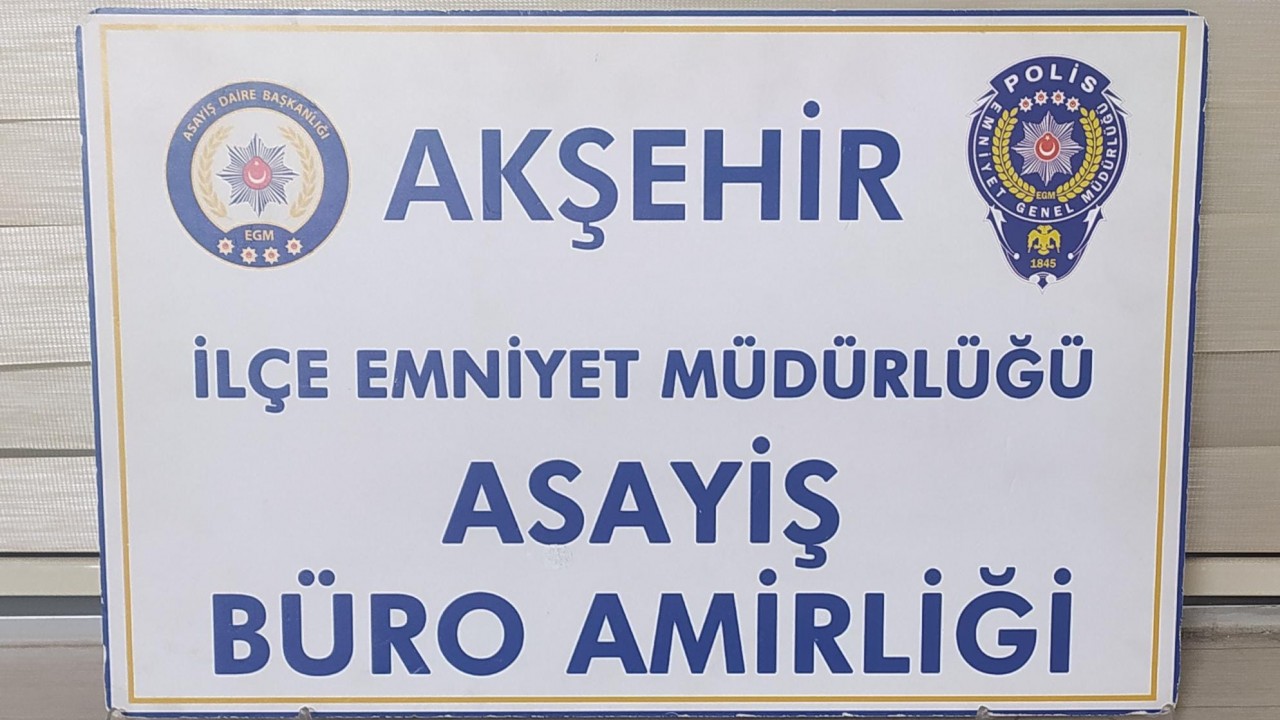 ASAYİŞ DAİRE BAŞKANLIĞI
EGM
AKŞEHİR
POLİS
EMNİYET GENEL MÜDÜRLÜĞÜ
EGM
1845
İLÇE EMNİYET MÜDÜRLÜĞÜ
ASAYİŞ
BÜRO AMİRLİĞİ